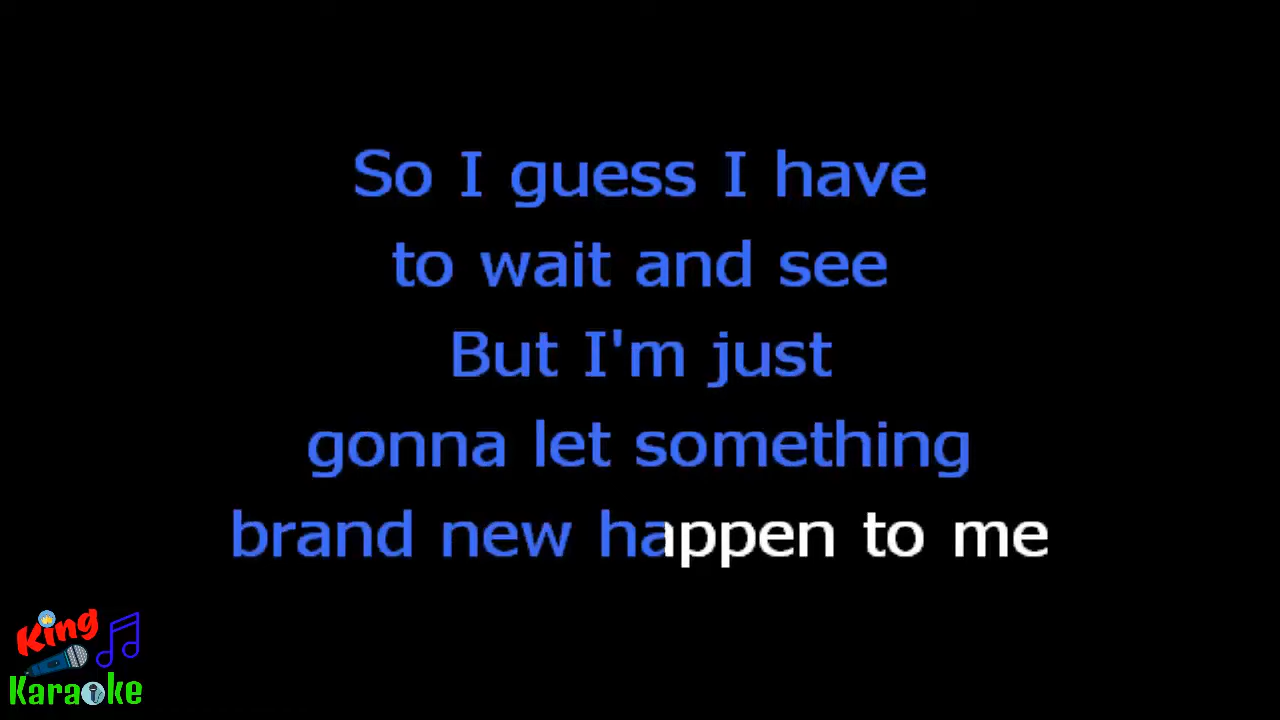 So I guess I have
to wait and see
But I'm just
gonna let something
brand new happen to me
King
Karaoke